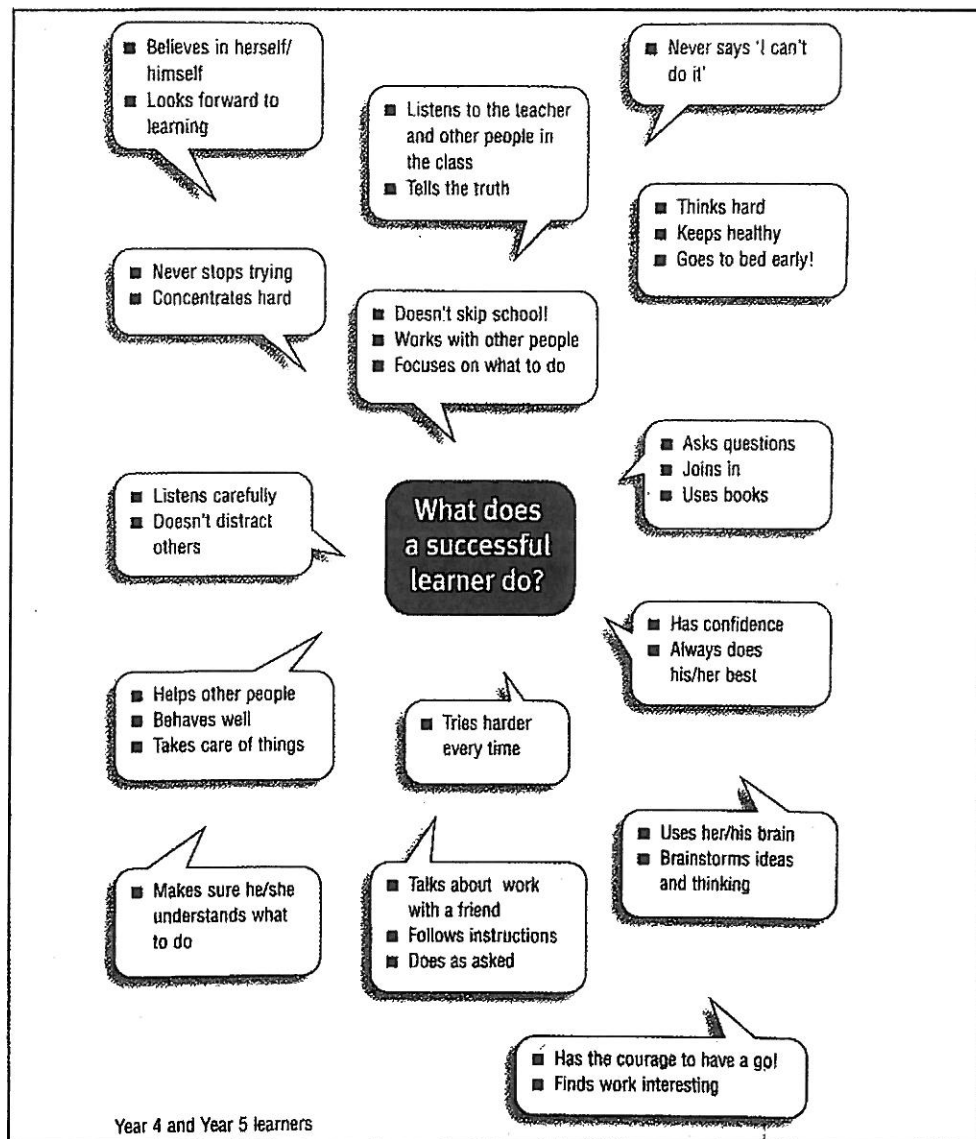 ■ Believes in herself/
himself
■ Looks forward to
learning
■ Listens to the teacher
and other people in
the class
■ Tells the truth
■ Never says 'I can't
do it'
■ Thinks hard
■ Keeps healthy
■ Goes to bed early!
■ Never stops trying
■ Concentrates hard
■ Doesn't skip school!
■ Works with other people
■ Focuses on what to do
■ Asks questions
■ Joins in
■ Uses books
■ Listens carefully
■ Doesn't distract
others
What does
a successful
learner do?
■ Has confidence
■ Always does
his/her best
■ Helps other people
■ Behaves well
■ Takes care of things
■ Tries harder
every time
■ Uses her/his brain
■ Brainstorms ideas
and thinking
■ Makes sure he/she
understands what
to do
■ Talks about work
with a friend
■ Follows instructions
■ Does as asked
■ Has the courage to have a go!
■ Finds work interesting
Year 4 and Year 5 learners